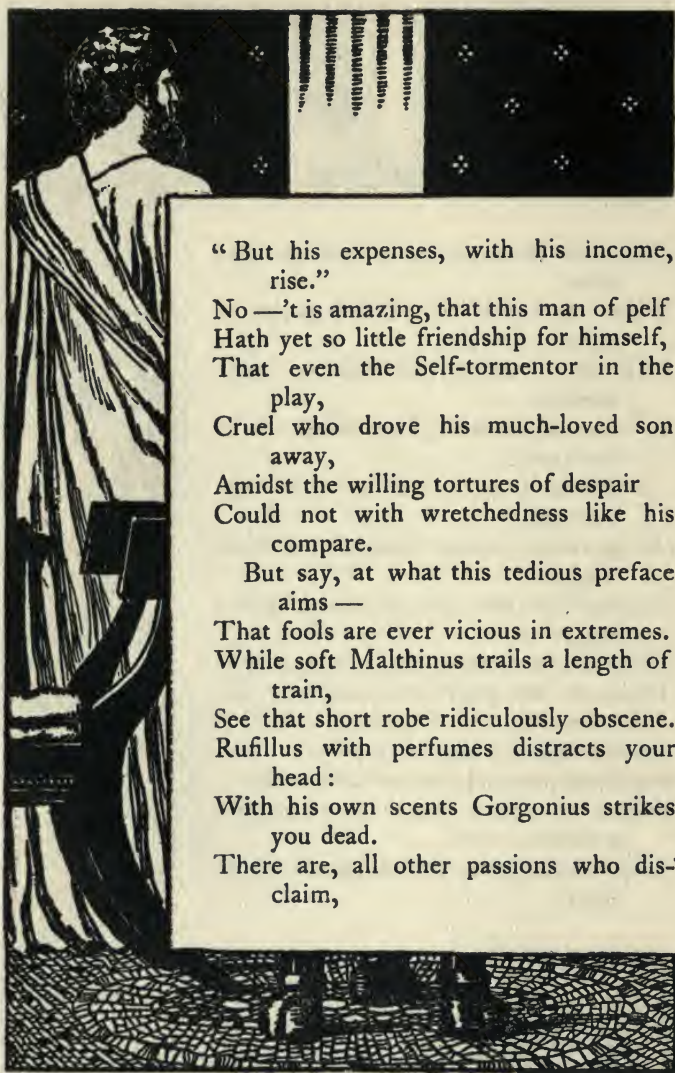 “ But his expenses, with his income,
rise.”
No —’t is amazing, that this man of pelf
Hath yet so little friendship for himself,
That even the Self-tormentor in the
play,
Cruel who drove his much-loved son
away,
Amidst the willing tortures of despair
Could not with wretchedness like his
compare.
But say, at what this tedious preface
aims —
That fools are ever vicious in extremes.
While soft Malthinus trails a length of
train,
See that short robe ridiculously obscene.
Rufillus with perfumes distracts your
head :
With his own scents Gorgonius strikes
you dead.
There are, all other passions who dis-
claim,